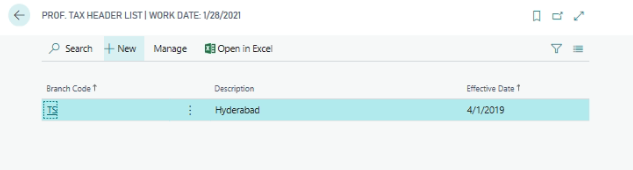 PROF. TAX HEADER LIST | WORK DATE: 1/28/2021
Search + New Manage Open in Excel
Branch Code ↑ Description Effective Date ↑
TS Hyderabad 4/1/2019